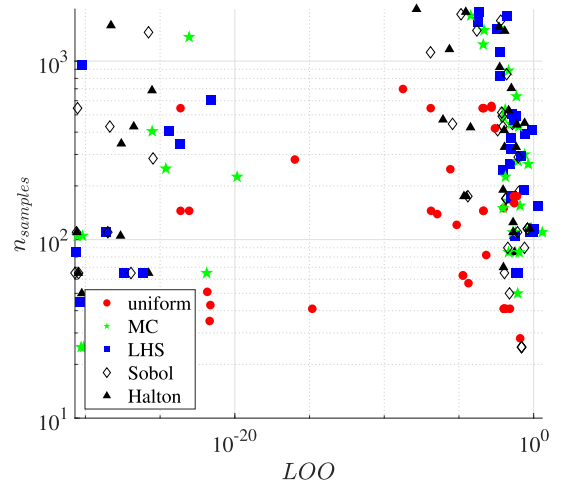 10^3
10^2
10^1
n_samples
uniform
MC
LHS
Sobol
Halton
10^-20
10^0
LOO